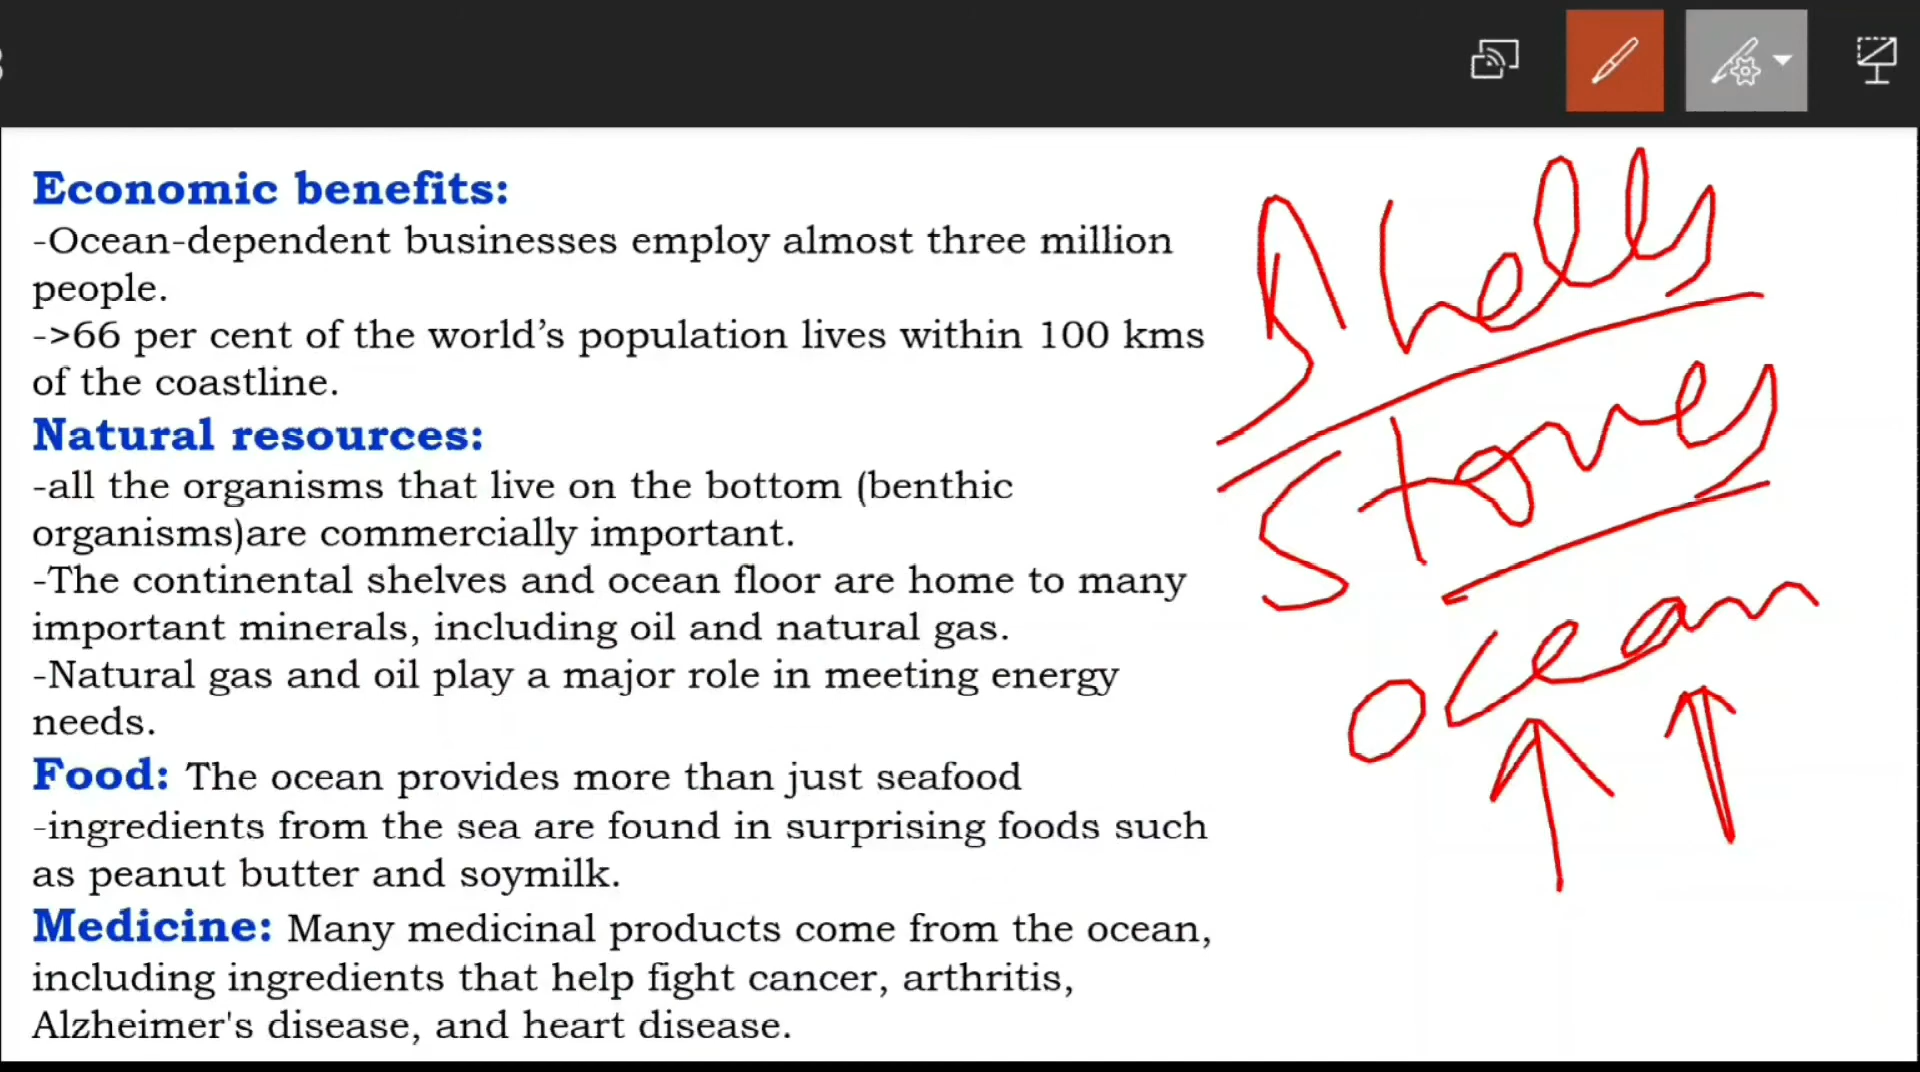 Economic benefits:
-Ocean-dependent businesses employ almost three million
people.
->66 per cent of the world’s population lives within 100 kms
of the coastline.
Natural resources:
-all the organisms that live on the bottom (benthic
organisms)are commercially important.
-The continental shelves and ocean floor are home to many
important minerals, including oil and natural gas.
-Natural gas and oil play a major role in meeting energy
needs.
Food: The ocean provides more than just seafood
-ingredients from the sea are found in surprising foods such
as peanut butter and soymilk.
Medicine: Many medicinal products come from the ocean,
including ingredients that help fight cancer, arthritis,
Alzheimer's disease, and heart disease.
Shells
Stones
Ocean